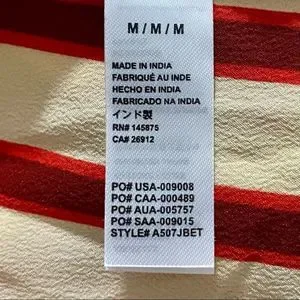 M / M / M
MADE IN INDIA
FABRIQUÉ AU INDE
HECHO EN INDIA
FABRICADO NA INDIA
インド製
RN# 145875
CA# 26912
PO# USA-009008
PO# CAA-000489
PO# AUA-005757
PO# SAA-009015
STYLE# A507JBET